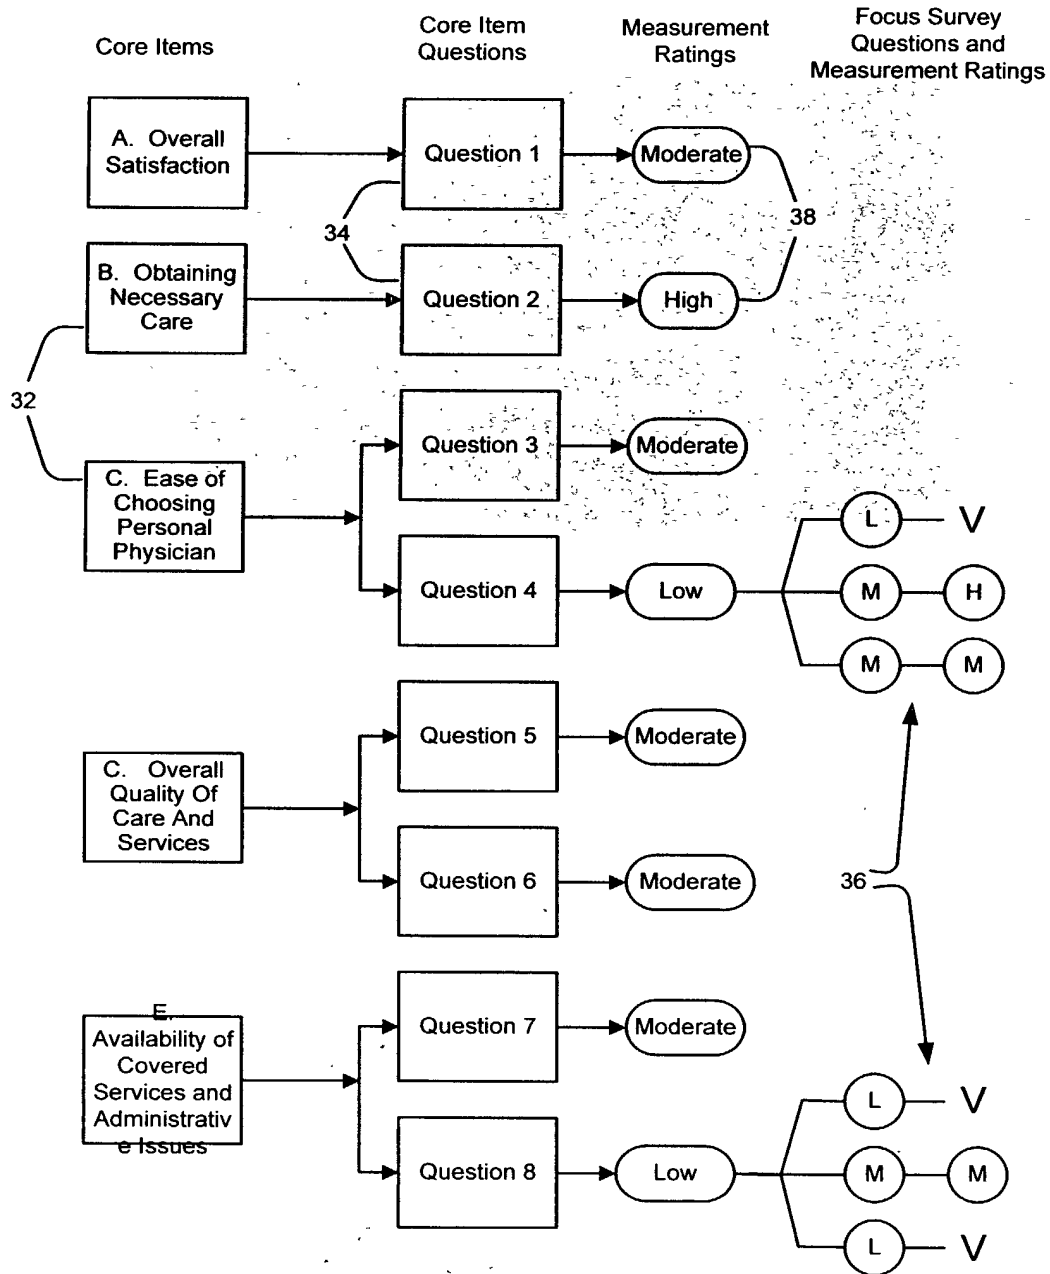 Core Items
Core Item
Questions
Measurement
Ratings
Focus Survey
Questions and
Measurement Ratings
A. Overall
Satisfaction
Question 1
Moderate
34
38
B. Obtaining
Necessary
Care
Question 2
High
32
Question 3
Moderate
C. Ease of
Choosing
Personal
Physician
L
V
Question 4
Low
M
H
M
M
C. Overall
Quality Of
Care And
Services
Question 5
Moderate
Question 6
Moderate
36
E.
Availability of
Covered
Services and
Administrativ
e Issues
Question 7
Moderate
L
V
Question 8
Low
M
M
L
V